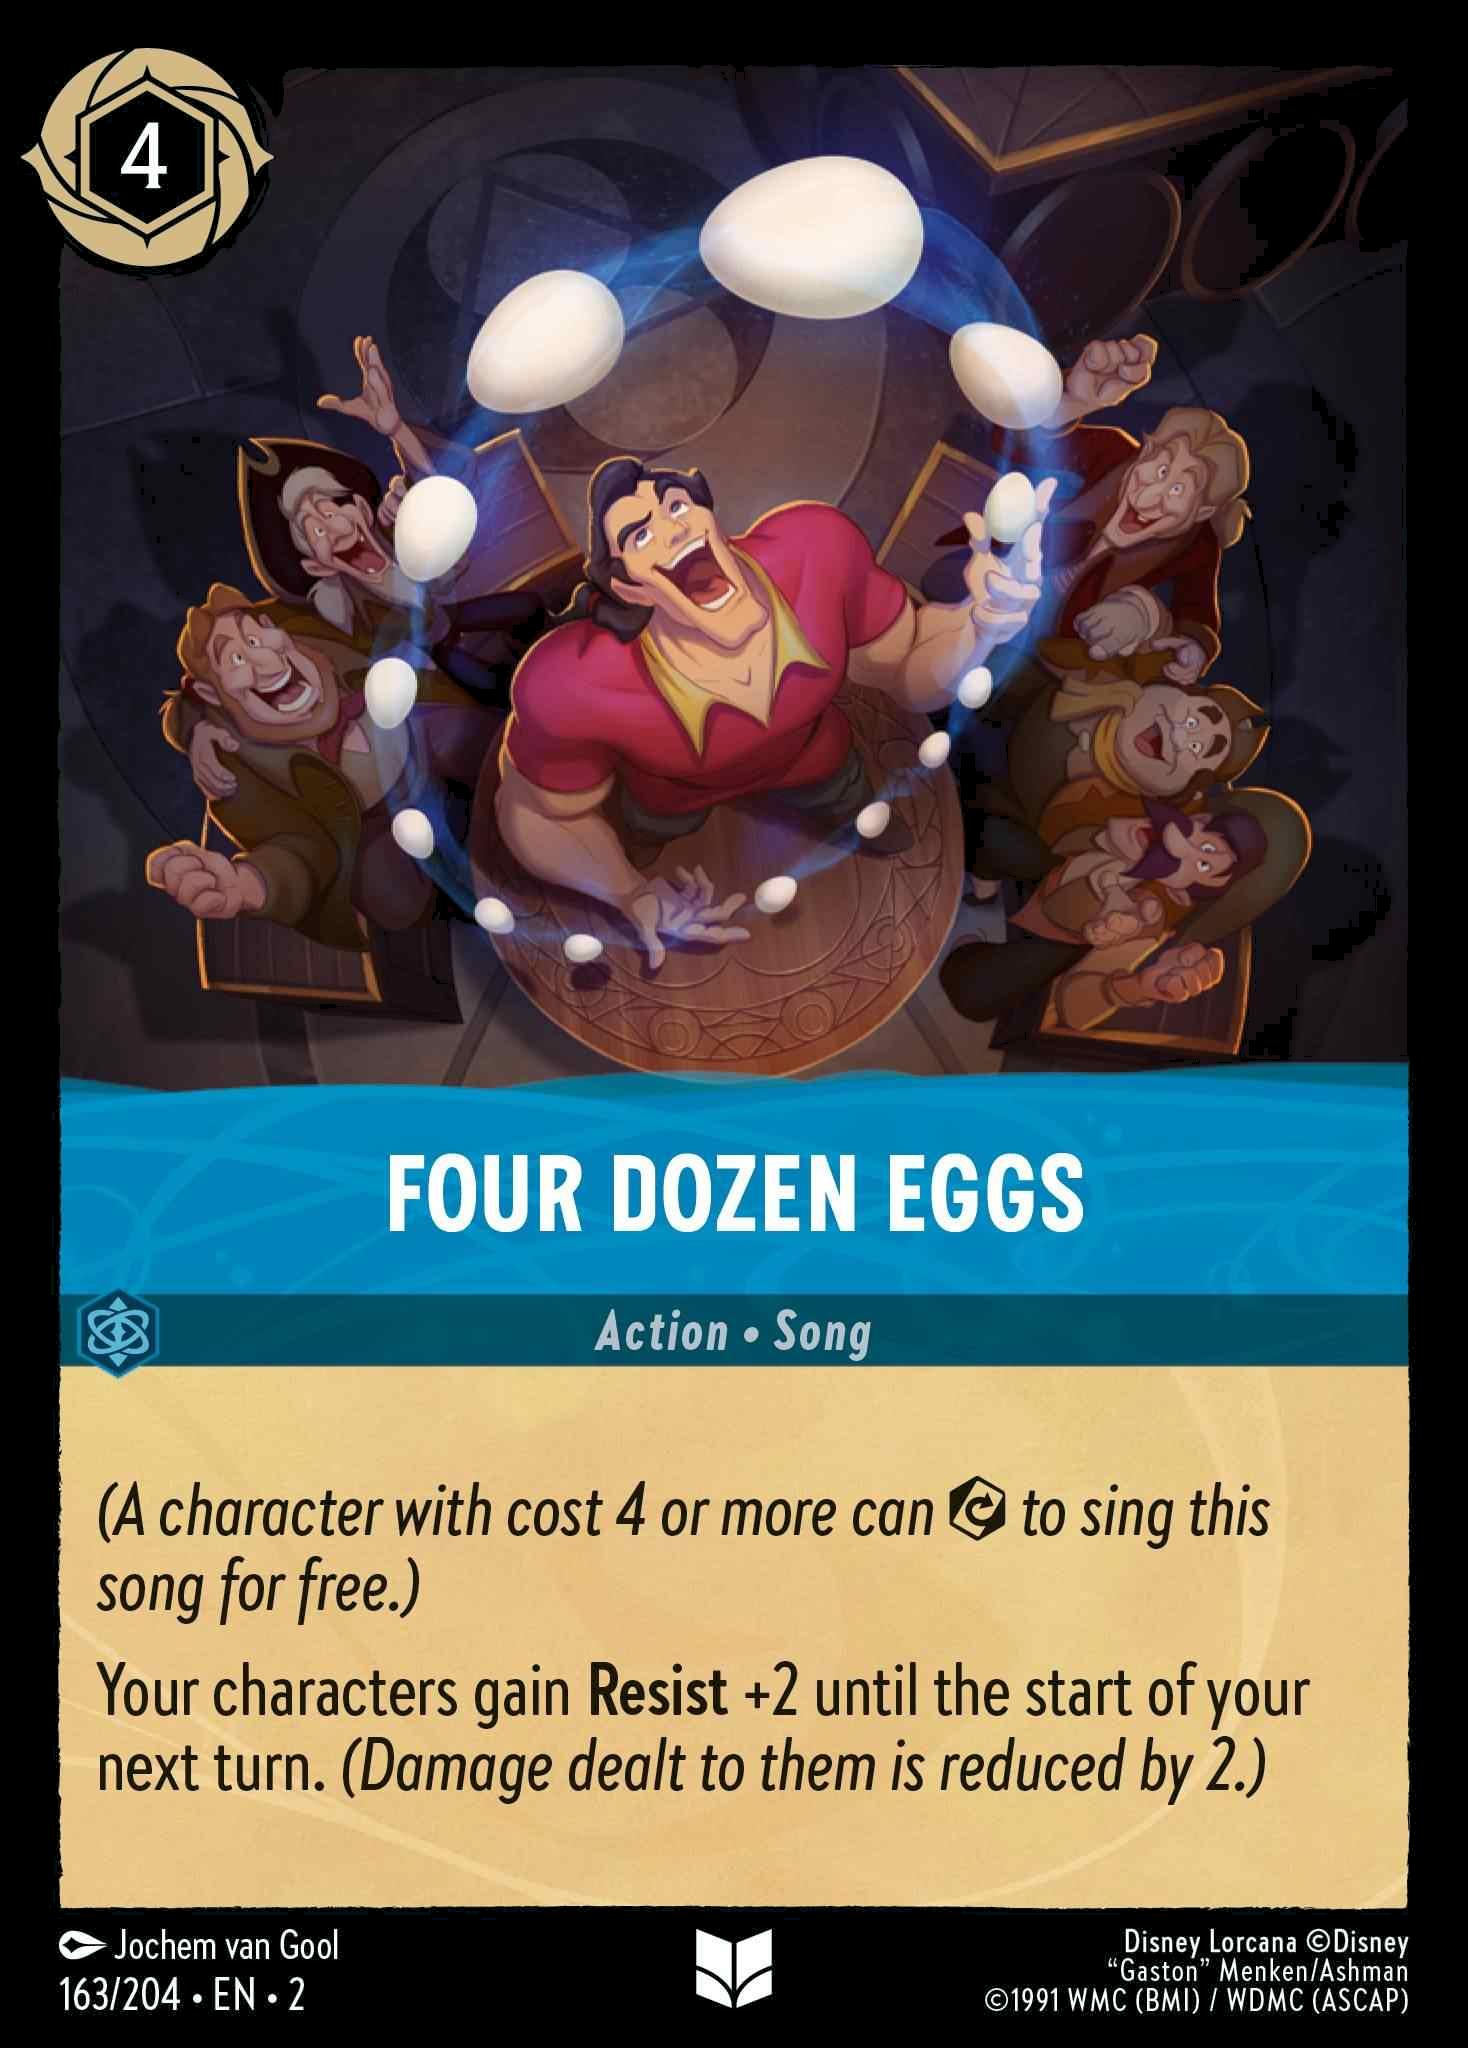 4
FOUR DOZEN EGGS
Action • Song
(A character with cost 4 or more can to sing this
song for free.)
Your characters gain Resist +2 until the start of your
next turn. (Damage dealt to them is reduced by 2.)
Jochem van Gool
163/204 • EN • 2
Disney Lorcana ©Disney
“Gaston” Menken/Ashman
©1991 WMC (BMI) / WDMC (ASCAP)